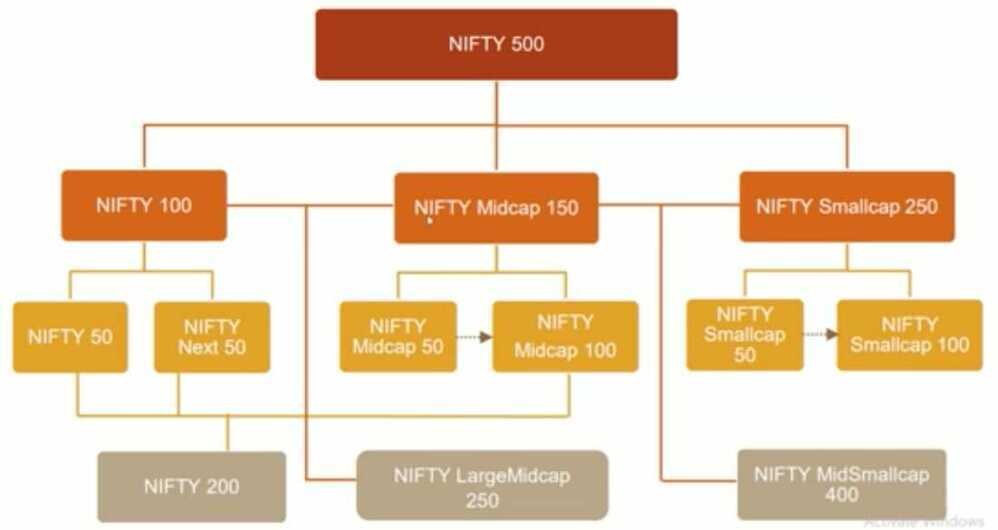 NIFTY 500
NIFTY 100
NIFTY Midcap 150
NIFTY Smallcap 250
NIFTY 50
NIFTY
Next 50
NIFTY
Midcap 50
NIFTY
Midcap 100
NIFTY
Smallcap
50
NIFTY
Smallcap 100
NIFTY 200
NIFTY LargeMidcap
250
NIFTY MidSmallcap
400
Activate Windows